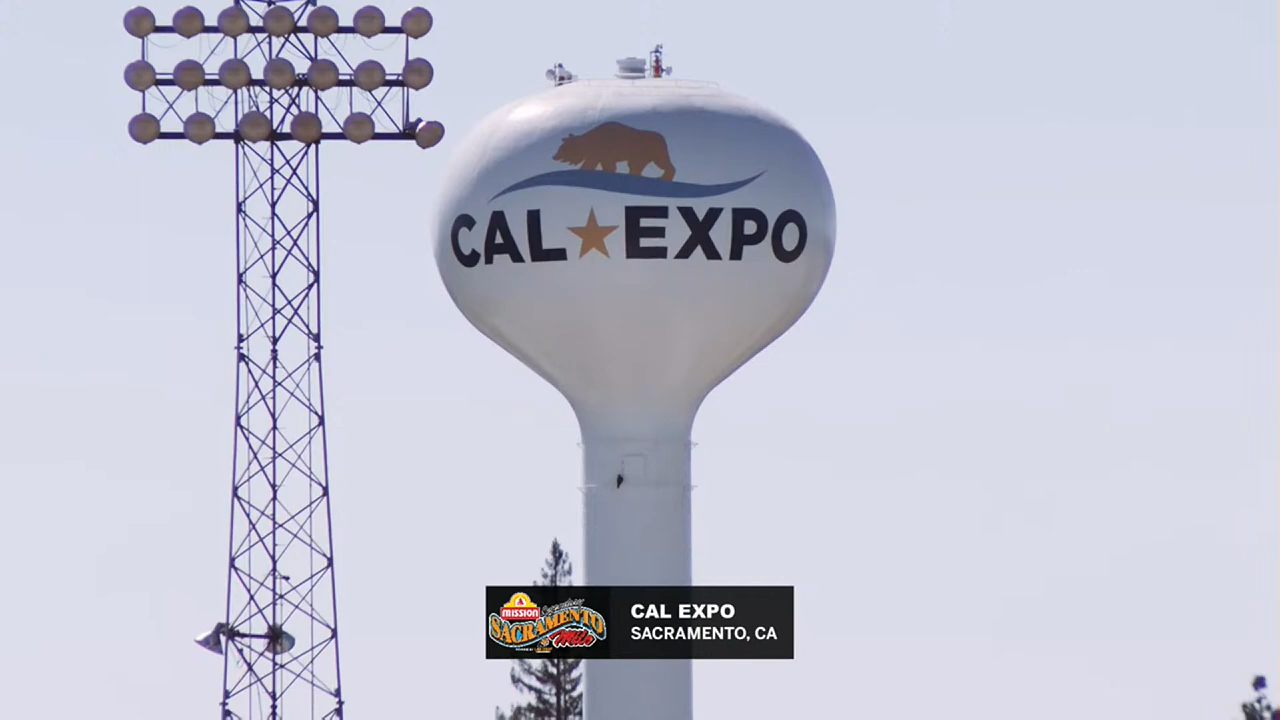 CAL★EXPO
MISSION
SACRAMENTO
Mile
CAL EXPO
SACRAMENTO, CA